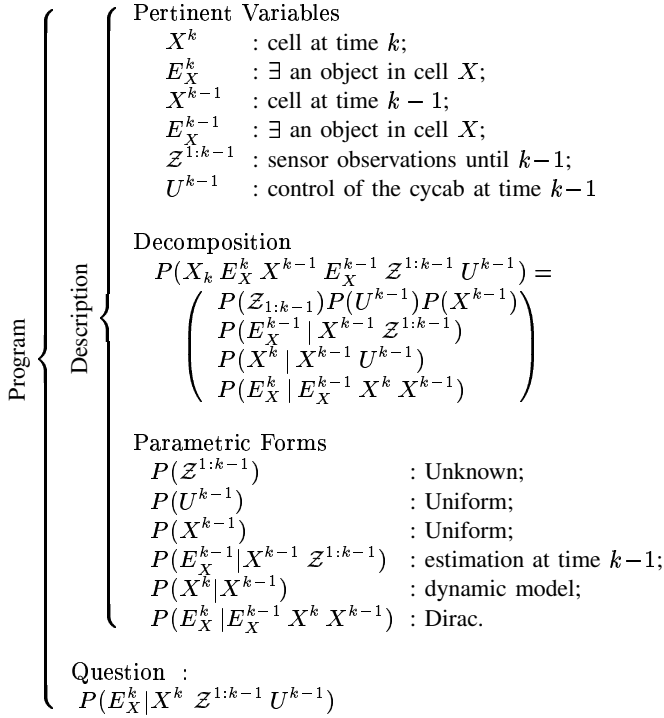 Program
Description
Pertinent Variables
X^k : cell at time k;
E_X^k : ∃ an object in cell X;
X^{k-1} : cell at time k − 1;
E_X^{k-1} : ∃ an object in cell X;
𝒵^{1:k-1} : sensor observations until k−1;
U^{k-1} : control of the cycab at time k−1
Decomposition
P(X_k E_X^k X^{k-1} E_X^{k-1} 𝒵^{1:k-1} U^{k-1}) =
P(𝒵_{1:k-1})P(U^{k-1})P(X^{k-1})
P(E_X^{k-1} | X^{k-1} 𝒵^{1:k-1})
P(X^k | X^{k-1} U^{k-1})
P(E_X^k | E_X^{k-1} X^k X^{k-1})
Parametric Forms
P(𝒵^{1:k-1}) : Unknown;
P(U^{k-1}) : Uniform;
P(X^{k-1}) : Uniform;
P(E_X^{k-1}|X^{k-1} 𝒵^{1:k-1}) : estimation at time k−1;
P(X^k|X^{k-1}) : dynamic model;
P(E_X^k |E_X^{k-1} X^k X^{k-1}) : Dirac.
Question :
P(E_X^k|X^k 𝒵^{1:k-1} U^{k-1})